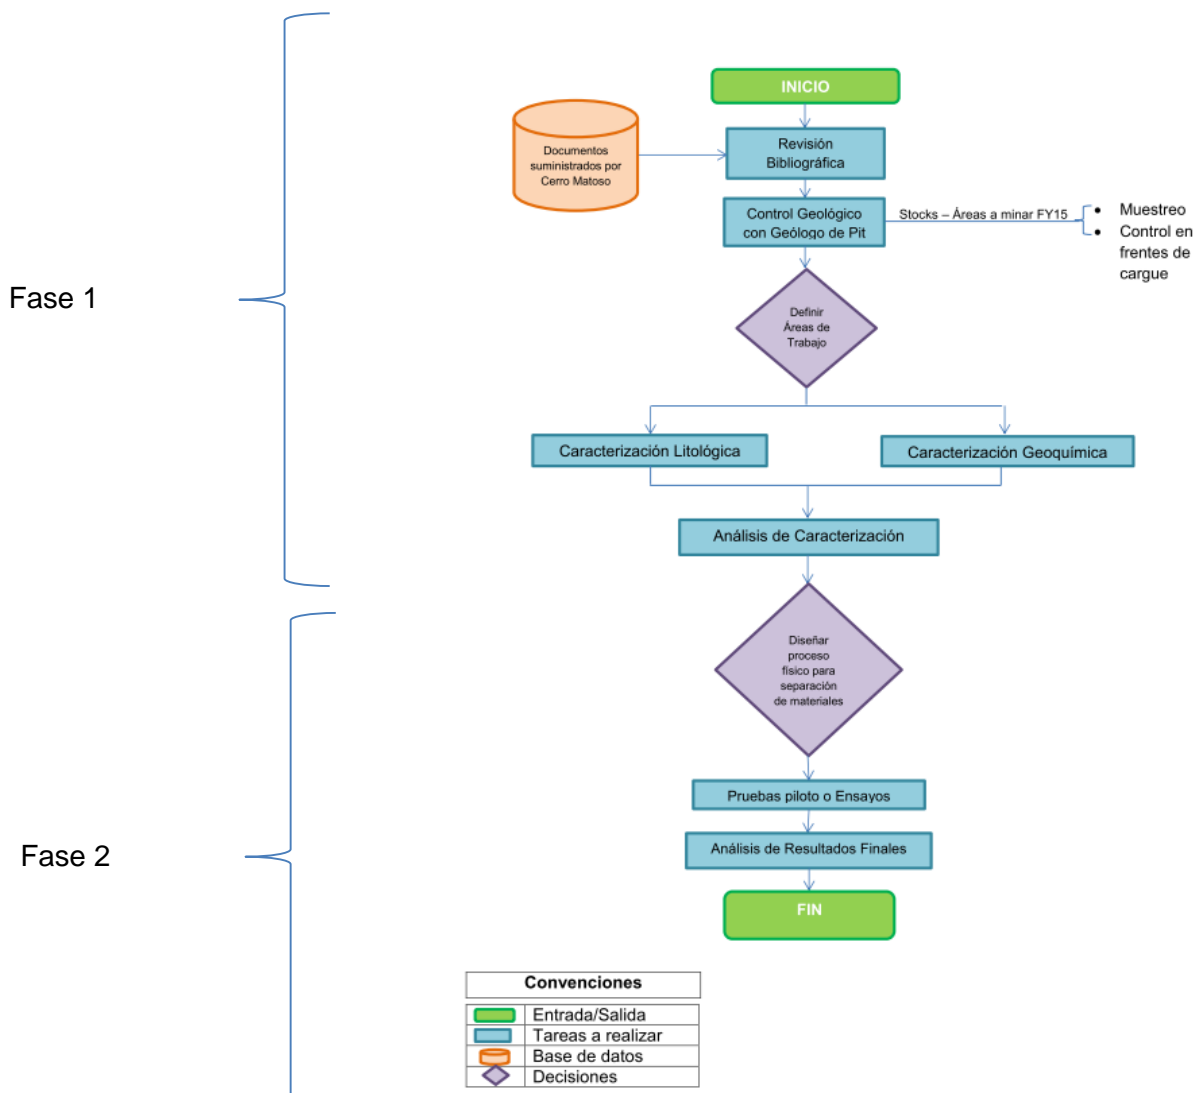 INICIO
Documentos
suministrados por
Cerro Matoso
Revisión
Bibliográfica
Control Geológico
con Geólogo de Pit
Stocks – Áreas a minar FY15
• Muestreo
• Control en
frentes de
cargue
Fase 1
Definir
Áreas de
Trabajo
Caracterización Litológica
Caracterización Geoquímica
Análisis de Caracterización
Diseñar
proceso
físico para
separación
de materiales
Pruebas piloto o Ensayos
Fase 2
Análisis de Resultados Finales
FIN
Convenciones
Entrada/Salida
Tareas a realizar
Base de datos
Decisiones